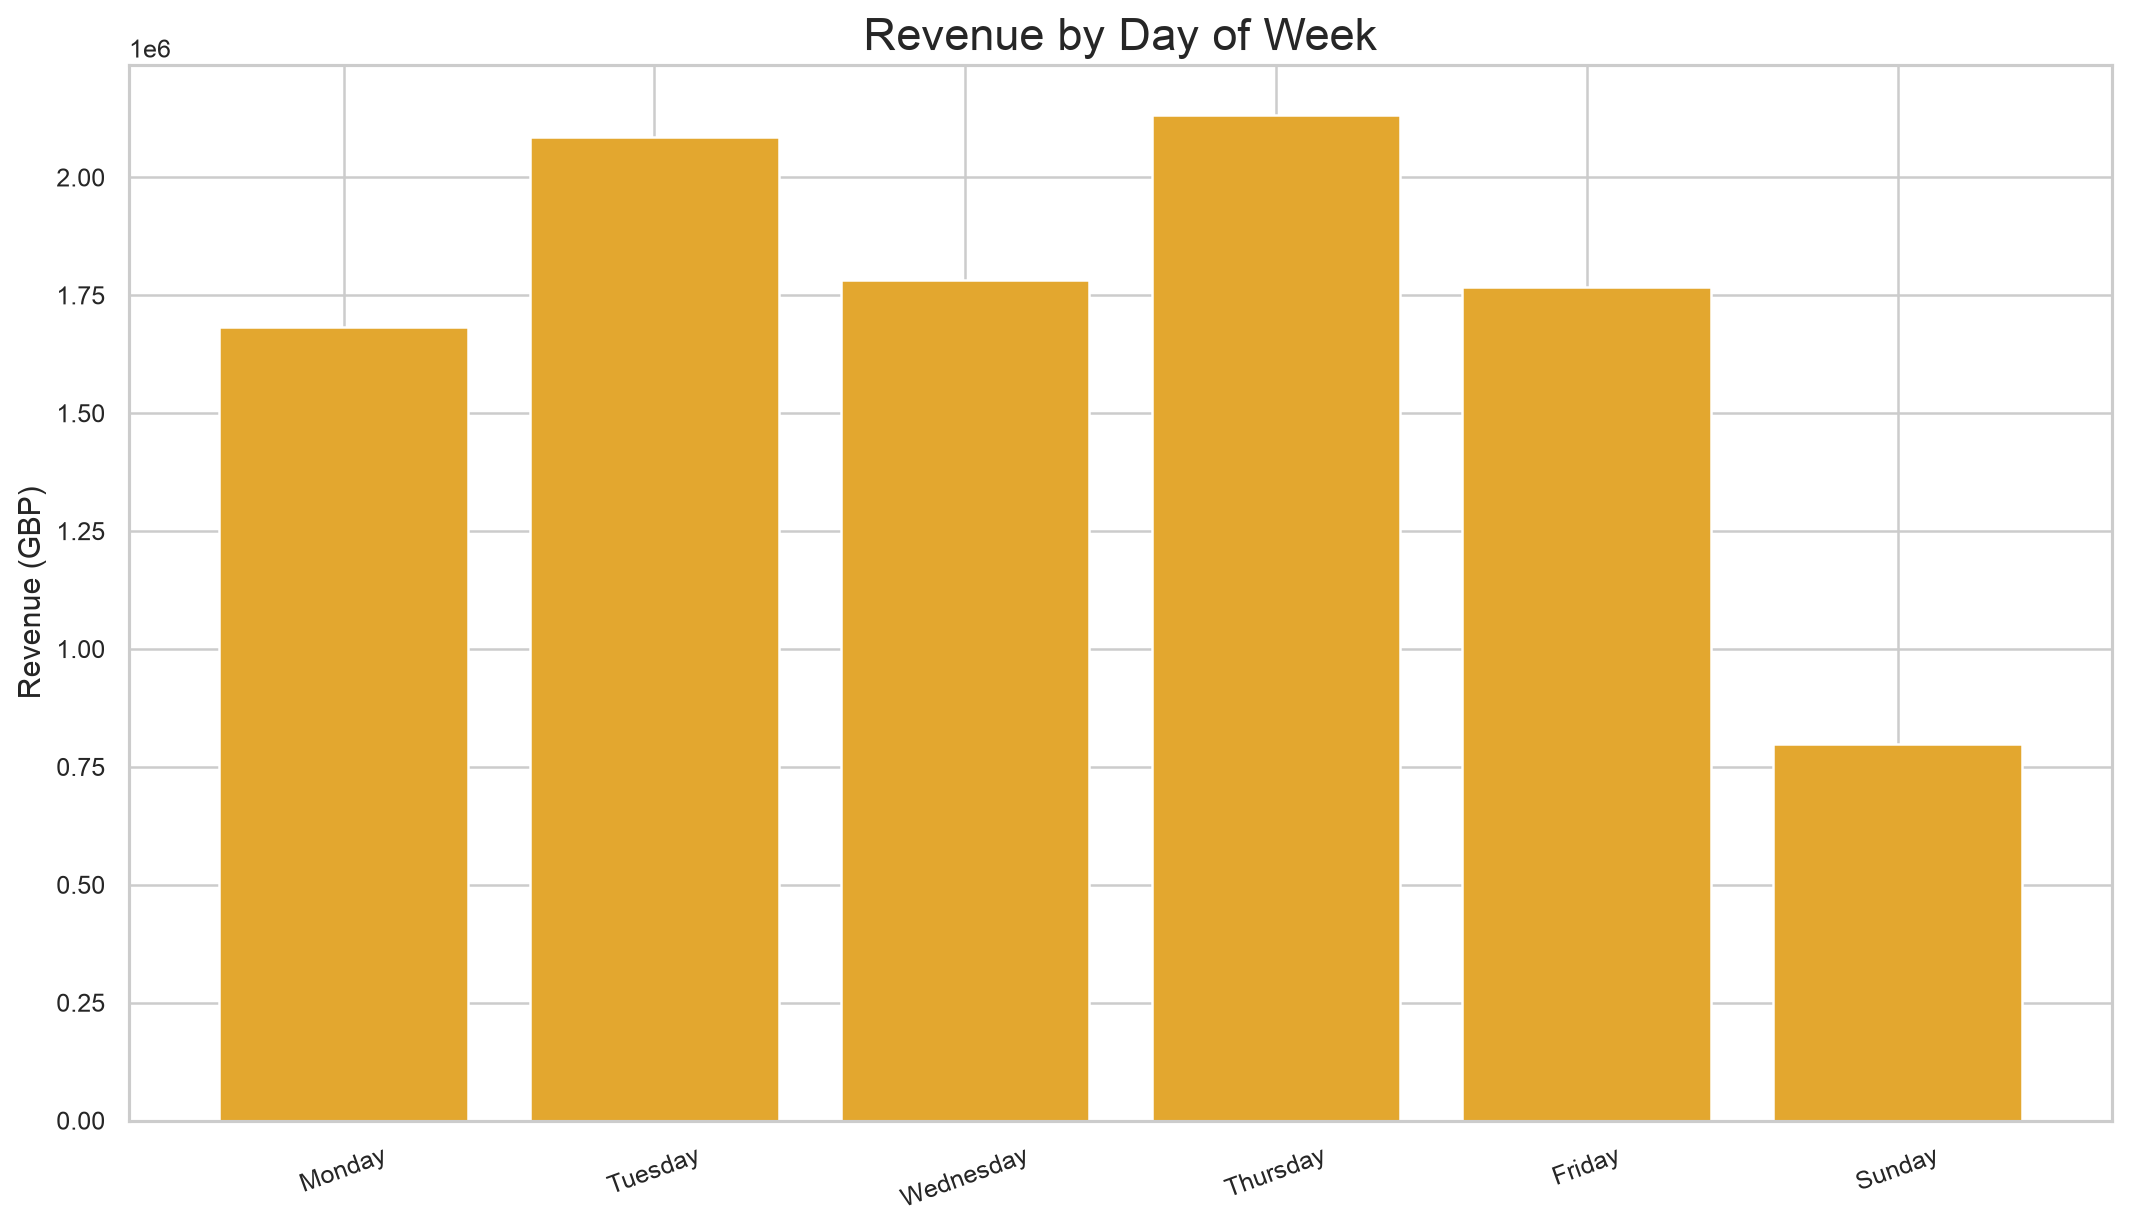 Revenue by Day of Week
1e6
2.00
1.75
1.50
1.25
1.00
0.75
0.50
0.25
0.00
Revenue (GBP)
Monday
Tuesday
Wednesday
Thursday
Friday
Sunday